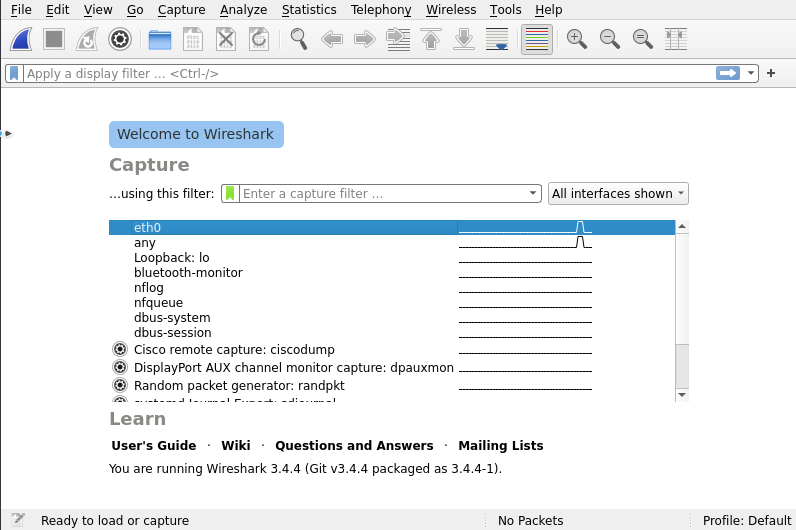 File Edit View Go Capture Analyze Statistics Telephony Wireless Tools Help
Apply a display filter … <Ctrl-/>
Welcome to Wireshark
Capture
…using this filter: Enter a capture filter … All interfaces shown
eth0
any
Loopback: lo
bluetooth-monitor
nflog
nfqueue
dbus-system
dbus-session
Cisco remote capture: ciscodump
DisplayPort AUX channel monitor capture: dpauxmon
Random packet generator: randpkt
Learn
User's Guide · Wiki · Questions and Answers · Mailing Lists
You are running Wireshark 3.4.4 (Git v3.4.4 packaged as 3.4.4-1).
Ready to load or capture No Packets Profile: Default